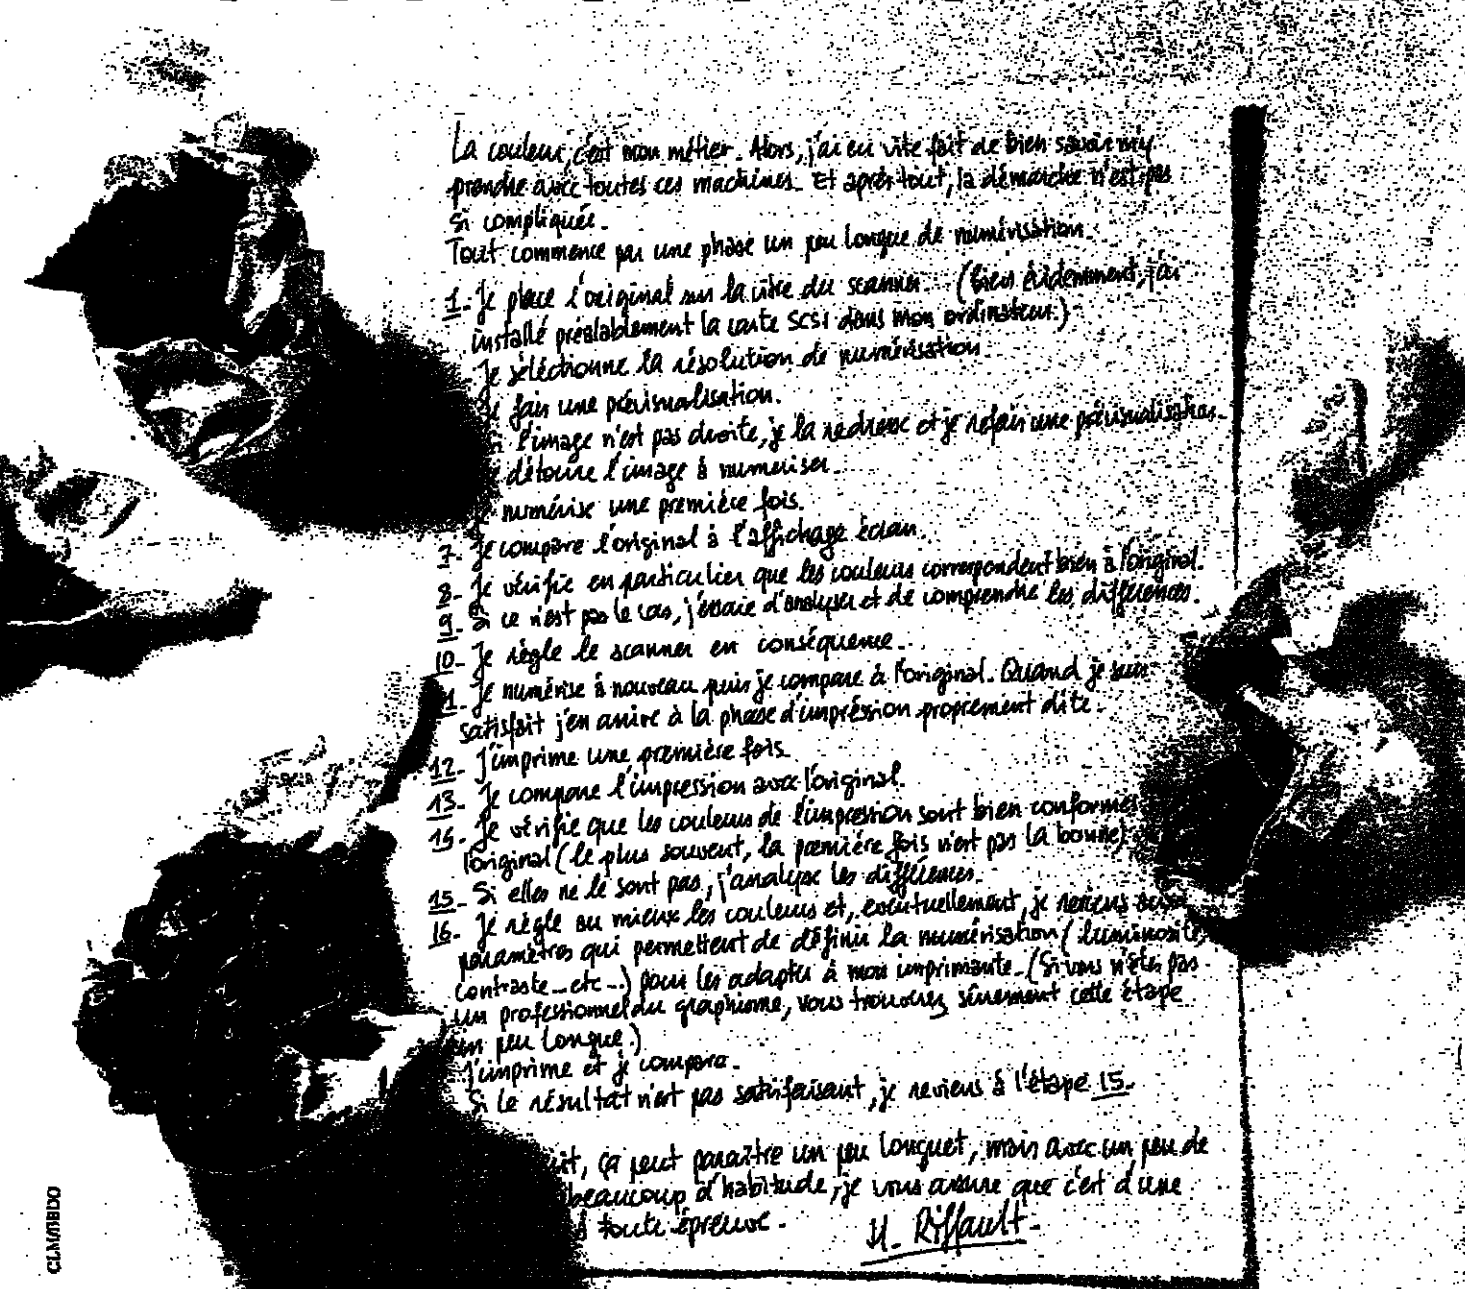 La couleur, c'est mon métier. Alors, j'ai eu vite fait de bien savoir m'y
prendre avec toutes ces machines. Et après tout, la démarche n'est pas
si compliquée.
Tout commence par une phase un peu longue de numérisation.
1. Je place l'original sur la vitre du scanner. (bien évidemment, j'ai
installé préalablement la carte SCSI dans mon ordinateur.)
Je séléctionne la résolution de numérisation.
Je fais une prévisualisation.
Si l'image n'est pas droite, je la redresse et je refais une prévisualisation.
détoure l'image à numeriser.
numérise une première fois.
7. Je compare l'original à l'affichage écran.
8. Je vérifie en particulier que les couleurs correspondent bien à l'original.
9. Si ce n'est pas le cas, j'essaie d'analyser et de comprendre les différences.
10. Je règle le scanner en conséquence.
11. Je numérise à nouveau puis je compare à l'original. Quand je suis
satisfait j'en arrive à la phase d'impréssion proprement dite.
12. J'imprime une première fois.
13. Je compare l'impression avec l'original.
14. Je vérifie que les couleurs de l'impression sont bien conformes
l'original (le plus souvent, la première fois n'est pas la bonne)
15. Si elles ne le sont pas, j'analyse les différences.
16. Je règle au mieux les couleurs et, éventuellement, je reviens aux
paramètres qui permettent de définir la numérisation (luminosité,
contraste... etc...) pour les adapter à mon imprimante. (Si vous n'êtes pas
un professionnel du graphisme, vous trouverez sûrement cette étape
un peu longue.)
J'imprime et je compare.
Si le résultat n'est pas satisfaisant, je reviens à l'étape 15.
ça peut paraître un peu longuet, mais avec un peu de
beaucoup d'habitude, je vous assure que c'est d'une
toute épreuve.
H. Riffault.
CLM/BBDO